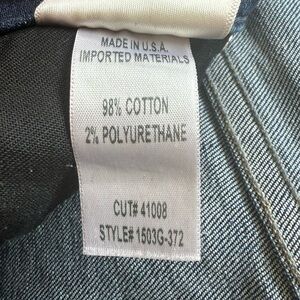 MADE IN U.S.A.
IMPORTED MATERIALS
98% COTTON
2% POLYURETHANE
CUT# 41008
STYLE# 1503G-372